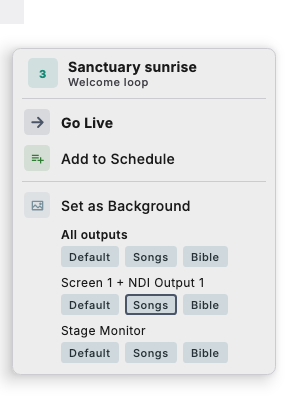 3
Sanctuary sunrise
Welcome loop
Go Live
Add to Schedule
Set as Background
All outputs
Default Songs Bible
Screen 1 + NDI Output 1
Default Songs Bible
Stage Monitor
Default Songs Bible